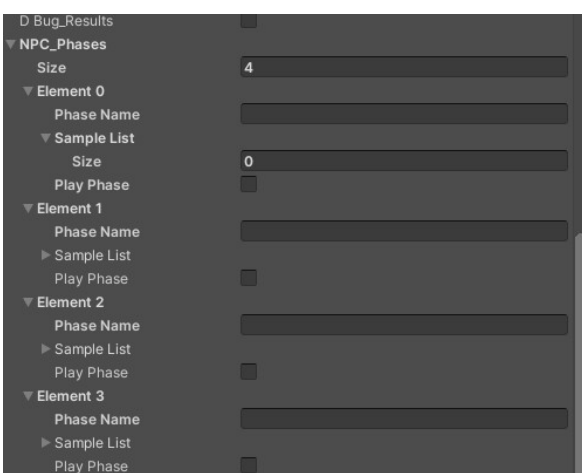 D Bug_Results
NPC_Phases
Size 4
Element 0
Phase Name
Sample List
Size 0
Play Phase
Element 1
Phase Name
Sample List
Play Phase
Element 2
Phase Name
Sample List
Play Phase
Element 3
Phase Name
Sample List
Play Phase